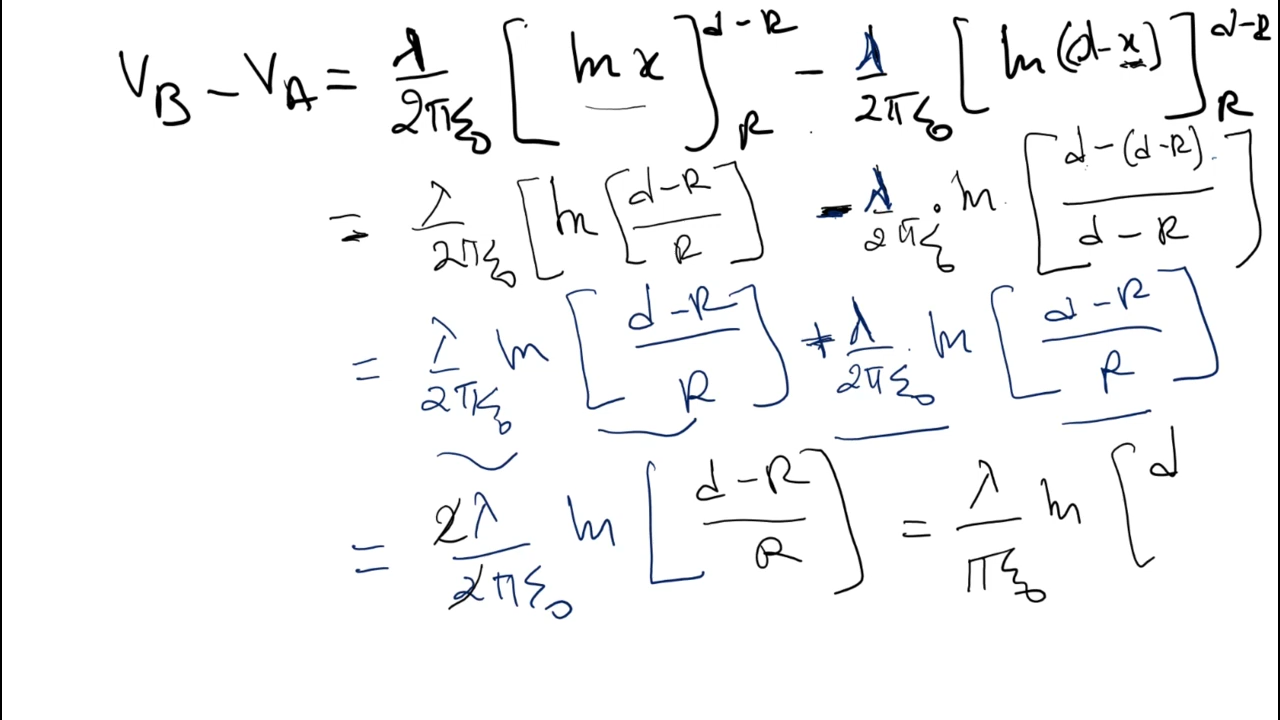 V_B - V_A = λ/2πε₀ [ln x]_R^{d-R} - λ/2πε₀ [ln(d-x)]_R^{d-R}
= λ/2πε₀ [ln [d-R/R] - λ/2πε₀ . ln [d-(d-R)/d-R]
= λ/2πε₀ ln [d-R/R] + λ/2πε₀ ln [d-R/R]
= 2λ/2πε₀ ln [d-R/R] = λ/πε₀ ln [d